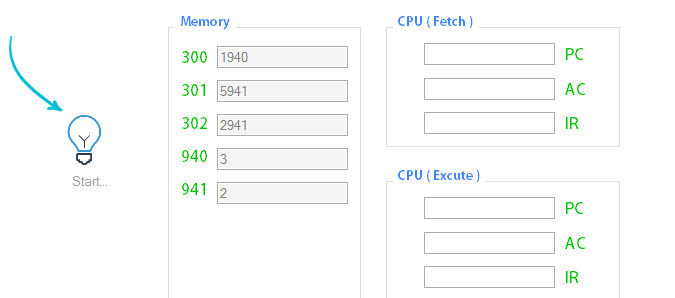 Memory
300 1940
301 5941
302 2941
940 3
941 2
Start...
CPU ( Fetch )
PC
AC
IR
CPU ( Excute )
PC
AC
IR